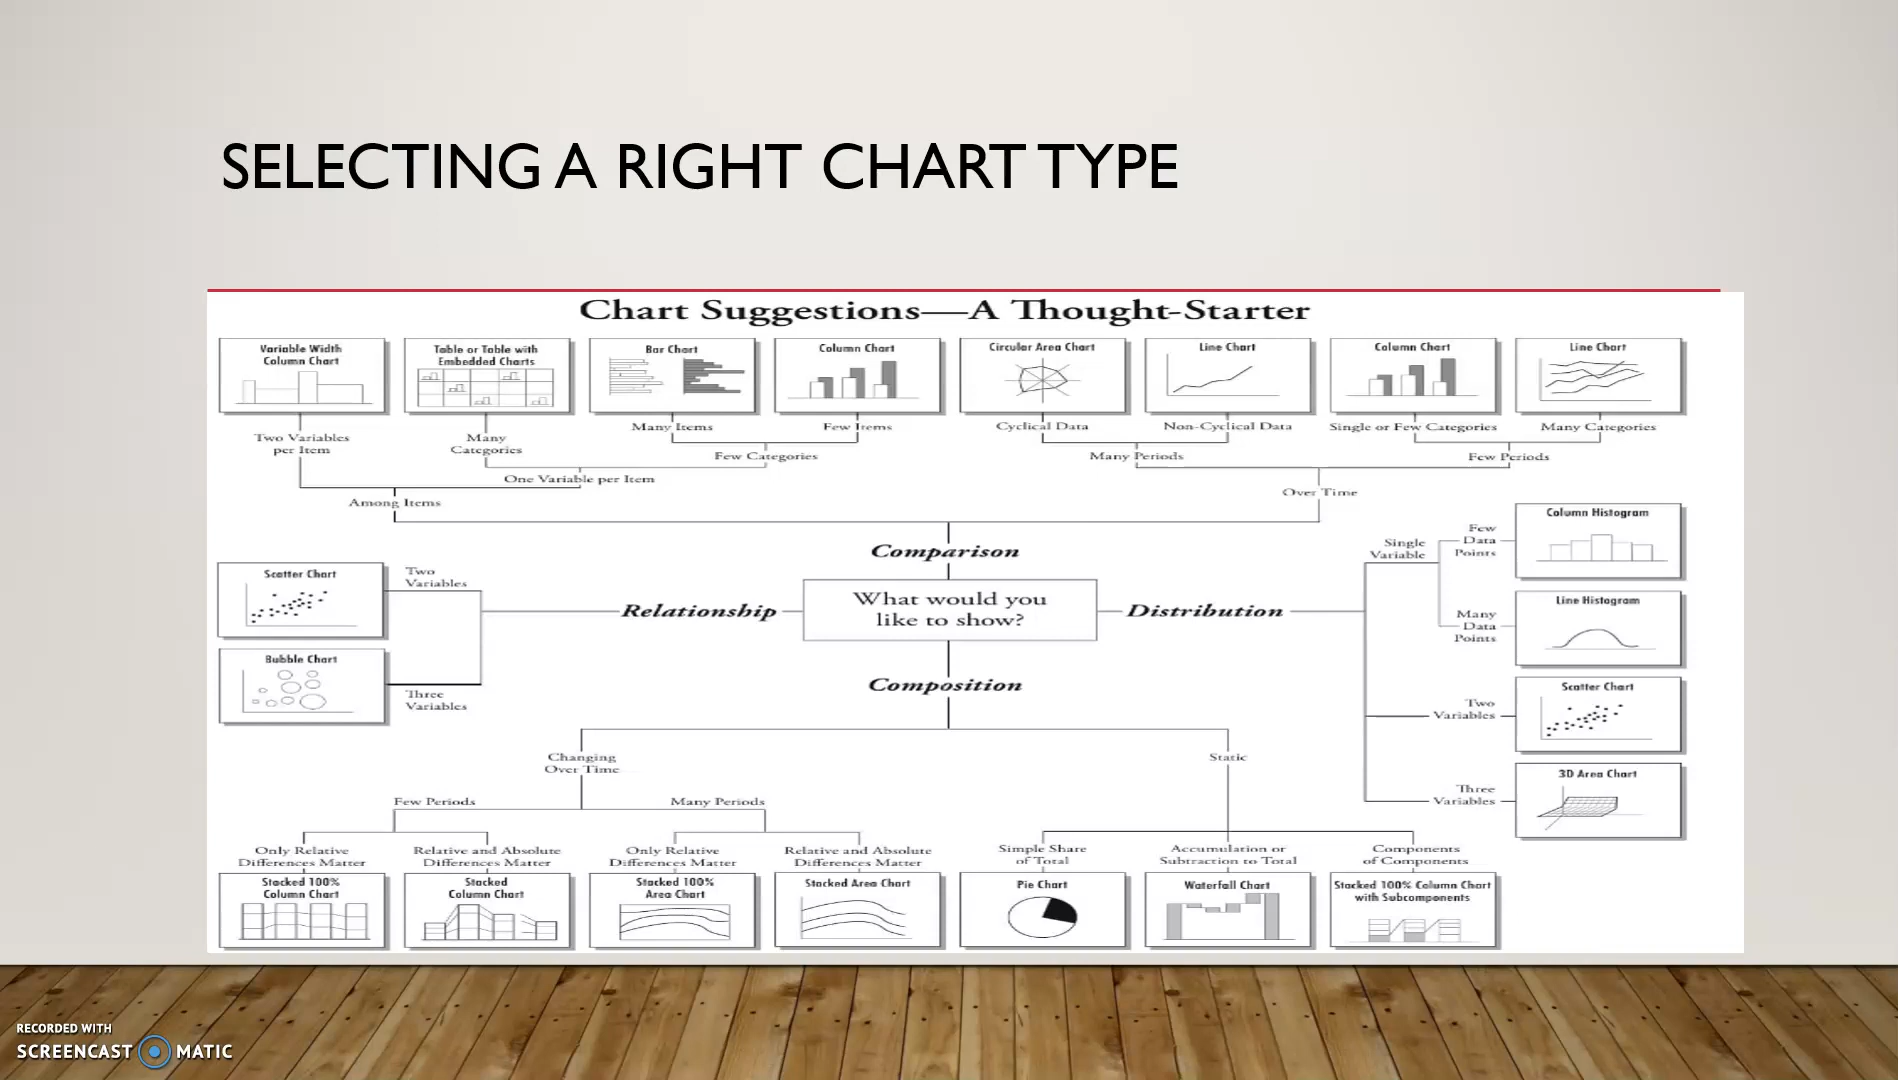 SELECTING A RIGHT CHART TYPE
Chart Suggestions—A Thought-Starter
Variable Width
Column Chart
Table or Table with
Embedded Charts
Bar Chart
Column Chart
Circular Area Chart
Line Chart
Column Chart
Line Chart
Two Variables
per Item
Many
Categories
Many Items
Few Items
Cyclical Data
Non-Cyclical Data
Single or Few Categories
Many Categories
Few Categories
Many Periods
Few Periods
One Variable per Item
Among Items
Over Time
Comparison
What would you
like to show?
Relationship
Two
Variables
Scatter Chart
Three
Variables
Bubble Chart
Distribution
Single
Variable
Few
Data
Points
Column Histogram
Many
Data
Points
Line Histogram
Two
Variables
Scatter Chart
Three
Variables
3D Area Chart
Composition
Changing
Over Time
Static
Few Periods
Many Periods
Only Relative
Differences Matter
Relative and Absolute
Differences Matter
Only Relative
Differences Matter
Relative and Absolute
Differences Matter
Simple Share
of Total
Accumulation or
Subtraction to Total
Components
of Components
Stacked 100%
Column Chart
Stacked
Column Chart
Stacked 100%
Area Chart
Stacked Area Chart
Pie Chart
Waterfall Chart
Stacked 100% Column Chart
with Subcomponents
RECORDED WITH
SCREENCAST MATIC